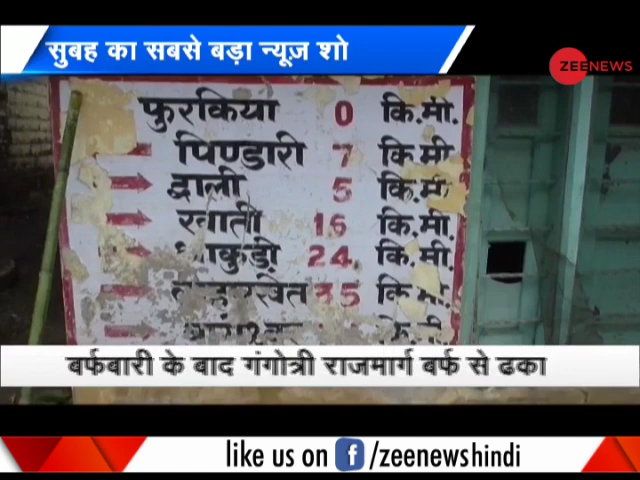 सुबह का सबसे बड़ा न्यूज़ शो
ZEENEWS
फुरकिया 0 कि.मी.
पिण्डारी 7 कि.मी
द्वाली 5 कि.मी
खाती 16 कि.मी.
24 कि.मी.
35 कि.मी.
बर्फबारी के बाद गंगोत्री राजमार्ग बर्फ से ढका
like us on f/zeenewshindi